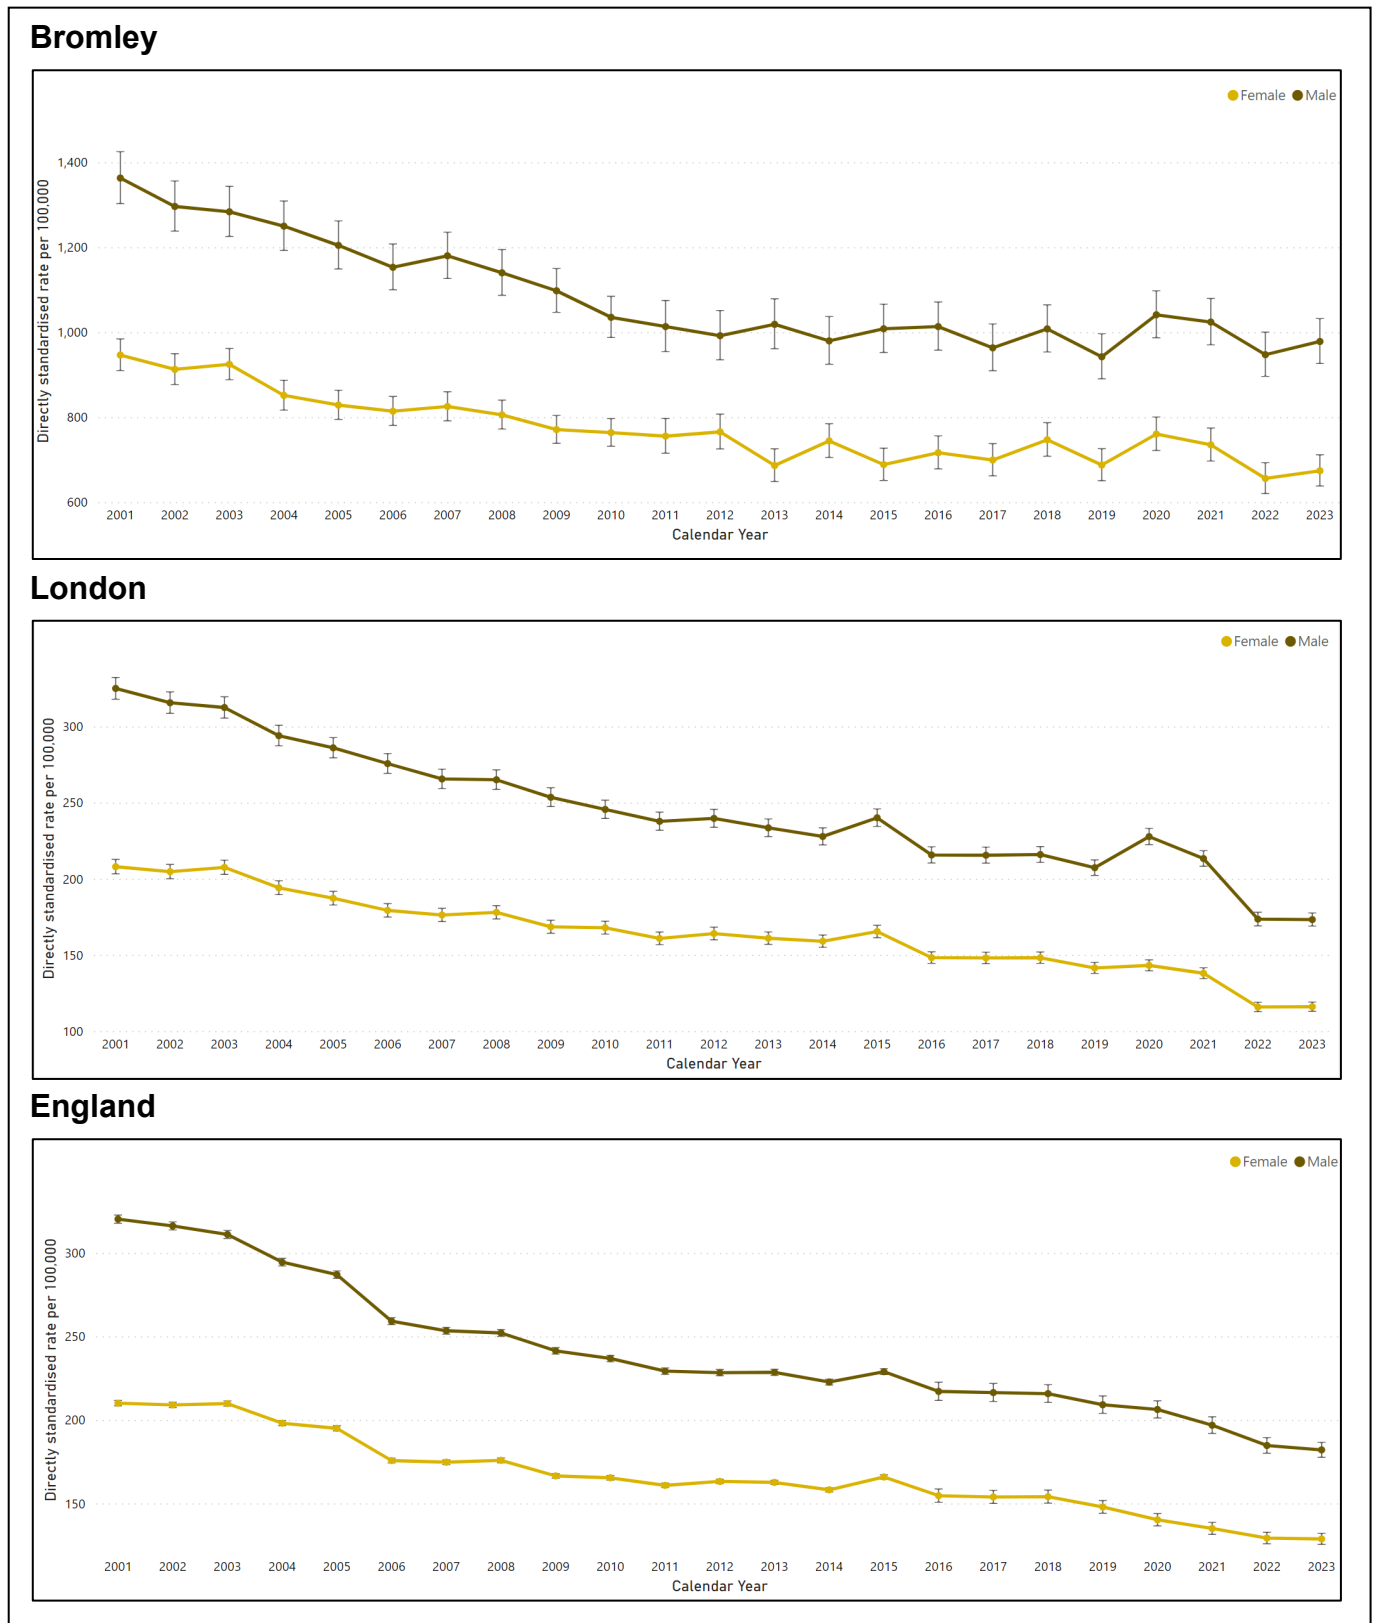 Bromley
Female Male
Directly standardised rate per 100,000
1,400
1,200
1,000
800
600
2001 2002 2003 2004 2005 2006 2007 2008 2009 2010 2011 2012 2013 2014 2015 2016 2017 2018 2019 2020 2021 2022 2023
Calendar Year
London
Female Male
Directly standardised rate per 100,000
300
250
200
150
100
2001 2002 2003 2004 2005 2006 2007 2008 2009 2010 2011 2012 2013 2014 2015 2016 2017 2018 2019 2020 2021 2022 2023
Calendar Year
England
Female Male
Directly standardised rate per 100,000
300
250
200
150
2001 2002 2003 2004 2005 2006 2007 2008 2009 2010 2011 2012 2013 2014 2015 2016 2017 2018 2019 2020 2021 2022 2023
Calendar Year